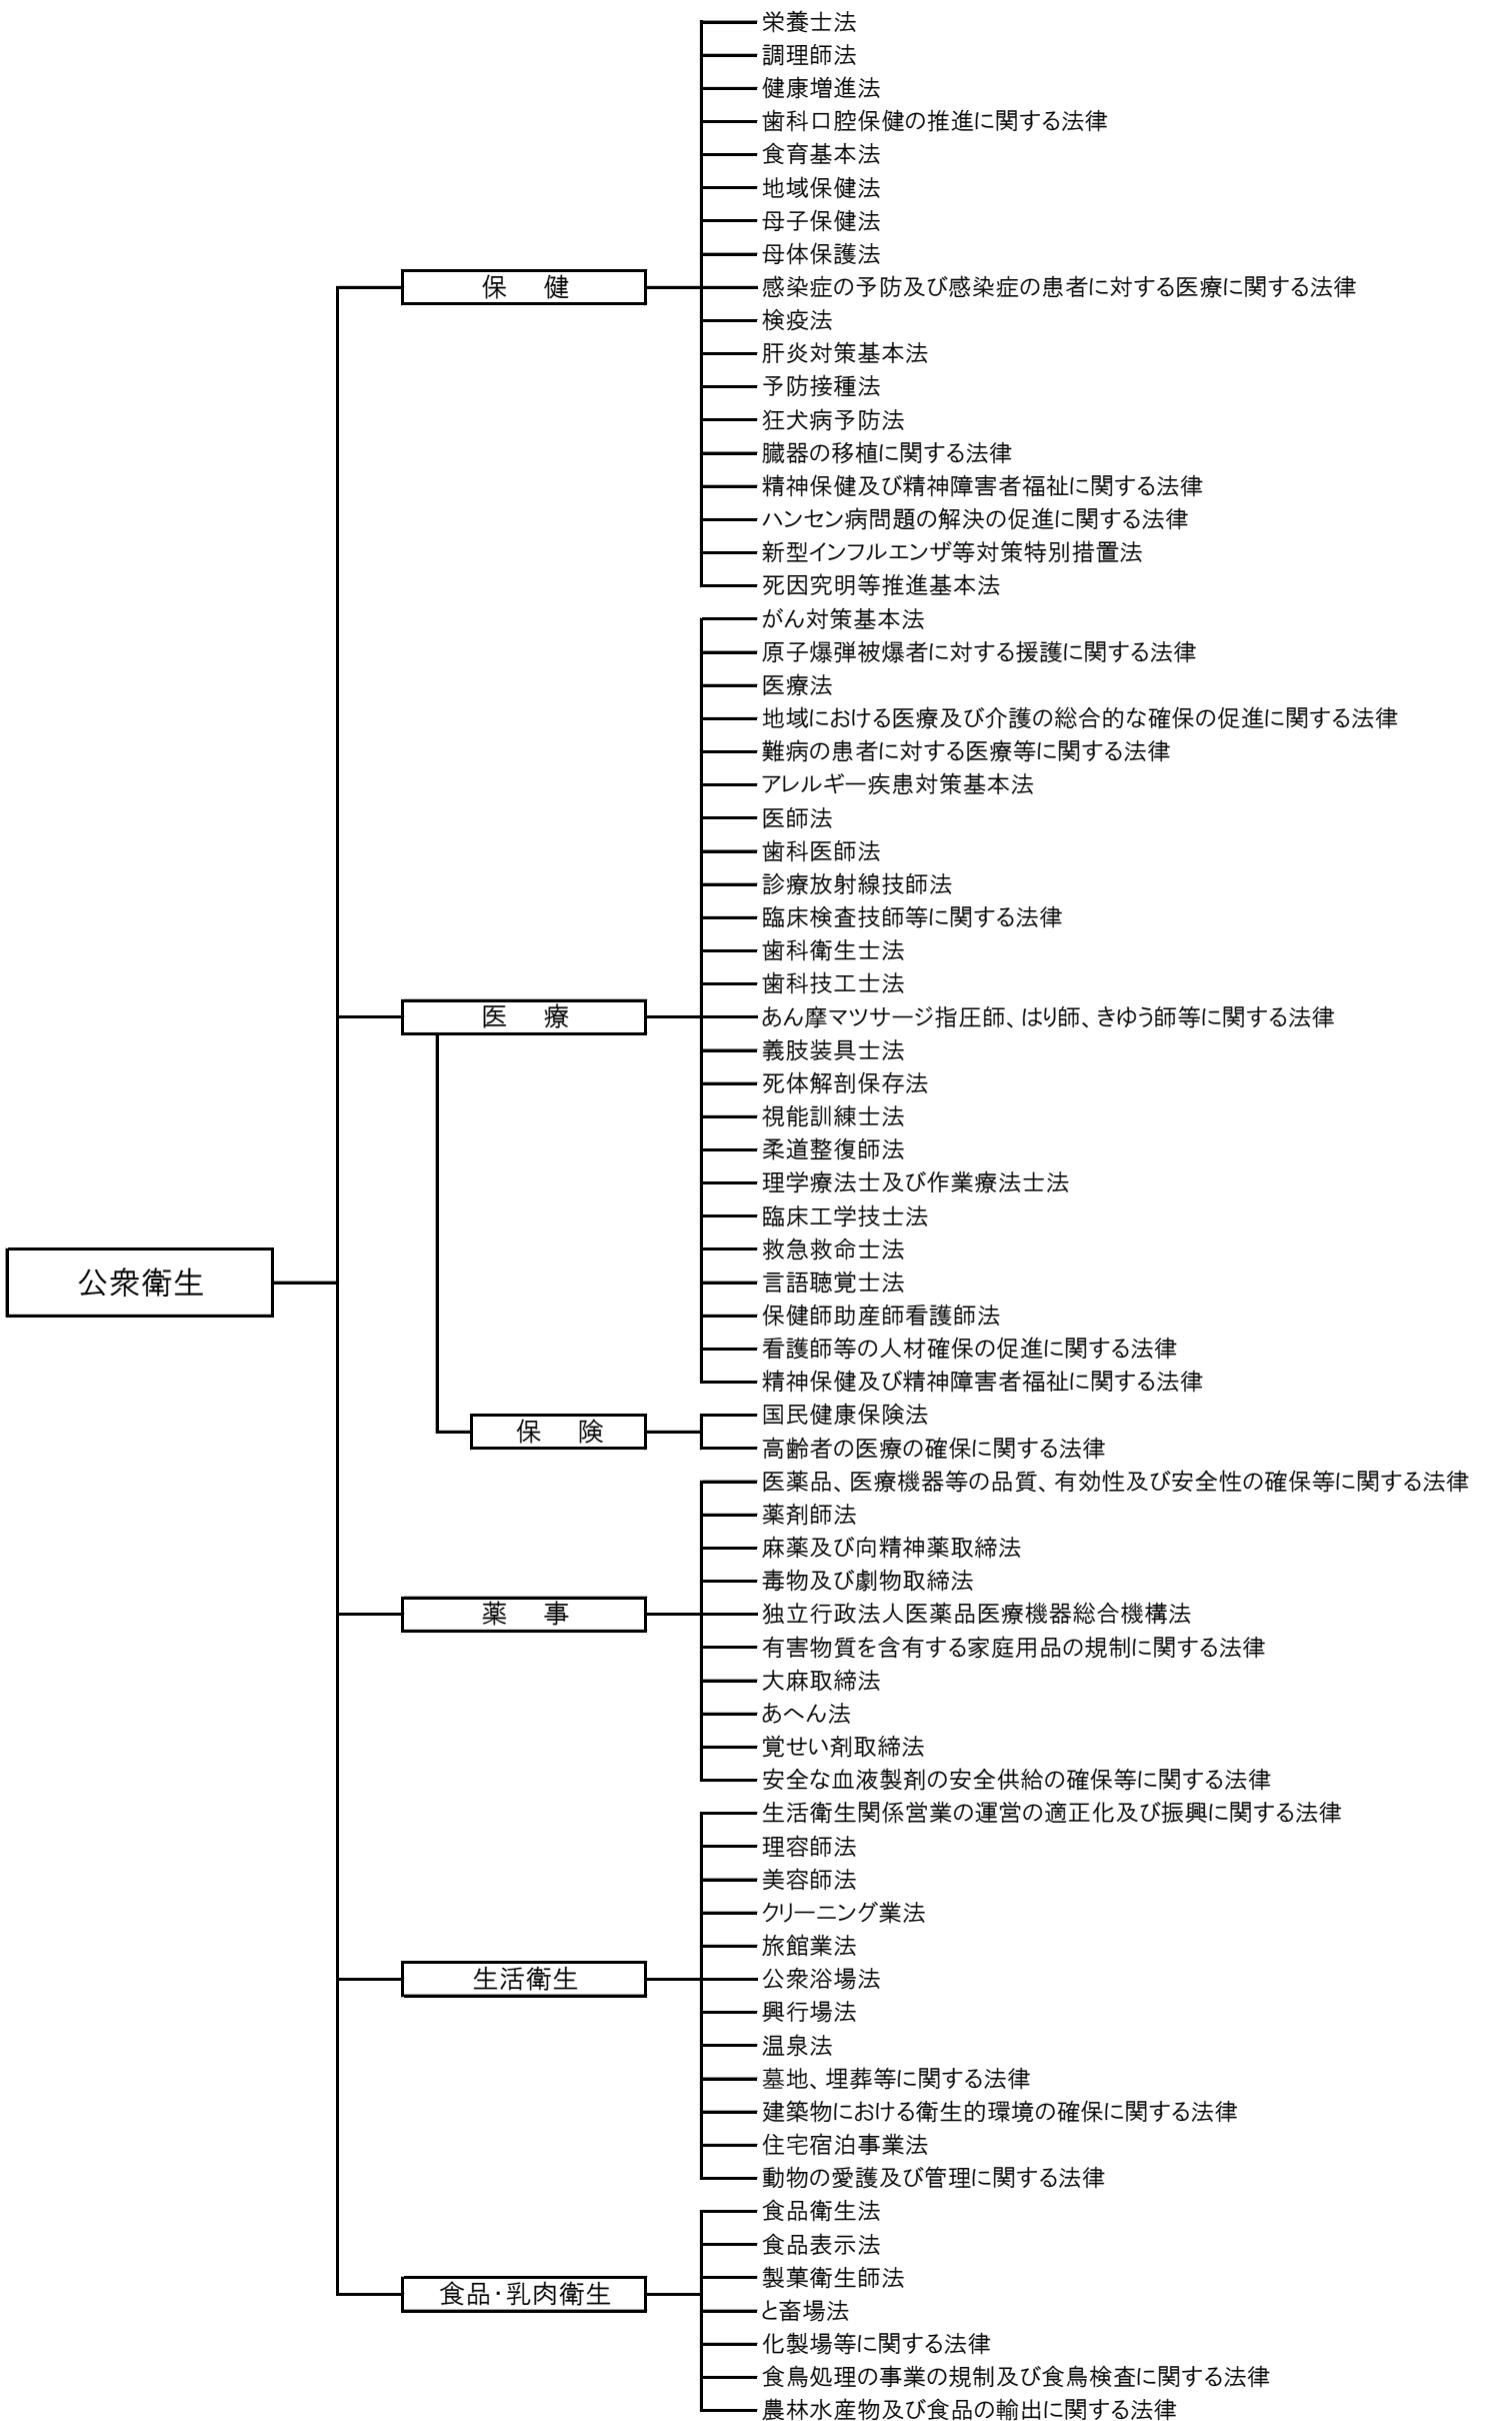 栄養士法
調理師法
健康増進法
歯科口腔保健の推進に関する法律
食育基本法
地域保健法
母子保健法
母体保護法
保　健
感染症の予防及び感染症の患者に対する医療に関する法律
検疫法
肝炎対策基本法
予防接種法
狂犬病予防法
臓器の移植に関する法律
精神保健及び精神障害者福祉に関する法律
ハンセン病問題の解決の促進に関する法律
新型インフルエンザ等対策特別措置法
死因究明等推進基本法
がん対策基本法
原子爆弾被爆者に対する援護に関する法律
医療法
地域における医療及び介護の総合的な確保の促進に関する法律
難病の患者に対する医療等に関する法律
アレルギー疾患対策基本法
医師法
歯科医師法
診療放射線技師法
臨床検査技師等に関する法律
歯科衛生士法
歯科技工士法
医　療
あん摩マツサージ指圧師、はり師、きゆう師等に関する法律
義肢装具士法
死体解剖保存法
視能訓練士法
柔道整復師法
理学療法士及び作業療法士法
臨床工学技士法
救急救命士法
公衆衛生
言語聴覚士法
保健師助産師看護師法
看護師等の人材確保の促進に関する法律
精神保健及び精神障害者福祉に関する法律
保　険
国民健康保険法
高齢者の医療の確保に関する法律
医薬品、医療機器等の品質、有効性及び安全性の確保等に関する法律
薬剤師法
麻薬及び向精神薬取締法
毒物及び劇物取締法
薬　事
独立行政法人医薬品医療機器総合機構法
有害物質を含有する家庭用品の規制に関する法律
大麻取締法
あへん法
覚せい剤取締法
安全な血液製剤の安全供給の確保等に関する法律
生活衛生関係営業の運営の適正化及び振興に関する法律
理容師法
美容師法
クリーニング業法
旅館業法
生活衛生
公衆浴場法
興行場法
温泉法
墓地、埋葬等に関する法律
建築物における衛生的環境の確保に関する法律
住宅宿泊事業法
動物の愛護及び管理に関する法律
食品衛生法
食品表示法
製菓衛生師法
食品・乳肉衛生
と畜場法
化製場等に関する法律
食鳥処理の事業の規制及び食鳥検査に関する法律
農林水産物及び食品の輸出に関する法律